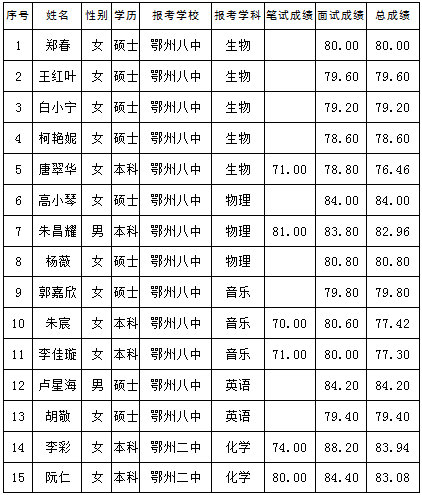 序号 姓名 性别 学历 报考学校 报考学科 笔试成绩 面试成绩 总成绩
1 郑春 女 硕士 鄂州八中 生物 80.00 80.00
2 王红叶 女 硕士 鄂州八中 生物 79.60 79.60
3 白小宁 女 硕士 鄂州八中 生物 79.20 79.20
4 柯艳妮 女 硕士 鄂州八中 生物 78.60 78.60
5 唐翠华 女 本科 鄂州八中 生物 71.00 78.80 76.46
6 高小琴 女 硕士 鄂州八中 物理 84.00 84.00
7 朱昌耀 男 本科 鄂州八中 物理 81.00 83.80 82.96
8 杨薇 女 硕士 鄂州八中 物理 80.80 80.80
9 郭嘉欣 女 硕士 鄂州八中 音乐 79.80 79.80
10 朱宸 女 本科 鄂州八中 音乐 70.00 80.60 77.42
11 李佳璇 女 本科 鄂州八中 音乐 71.00 80.00 77.30
12 卢星海 男 硕士 鄂州八中 英语 84.20 84.20
13 胡敬 女 硕士 鄂州八中 英语 79.40 79.40
14 李彩 女 本科 鄂州二中 化学 74.00 88.20 83.94
15 阮仁 女 本科 鄂州二中 化学 80.00 84.40 83.08